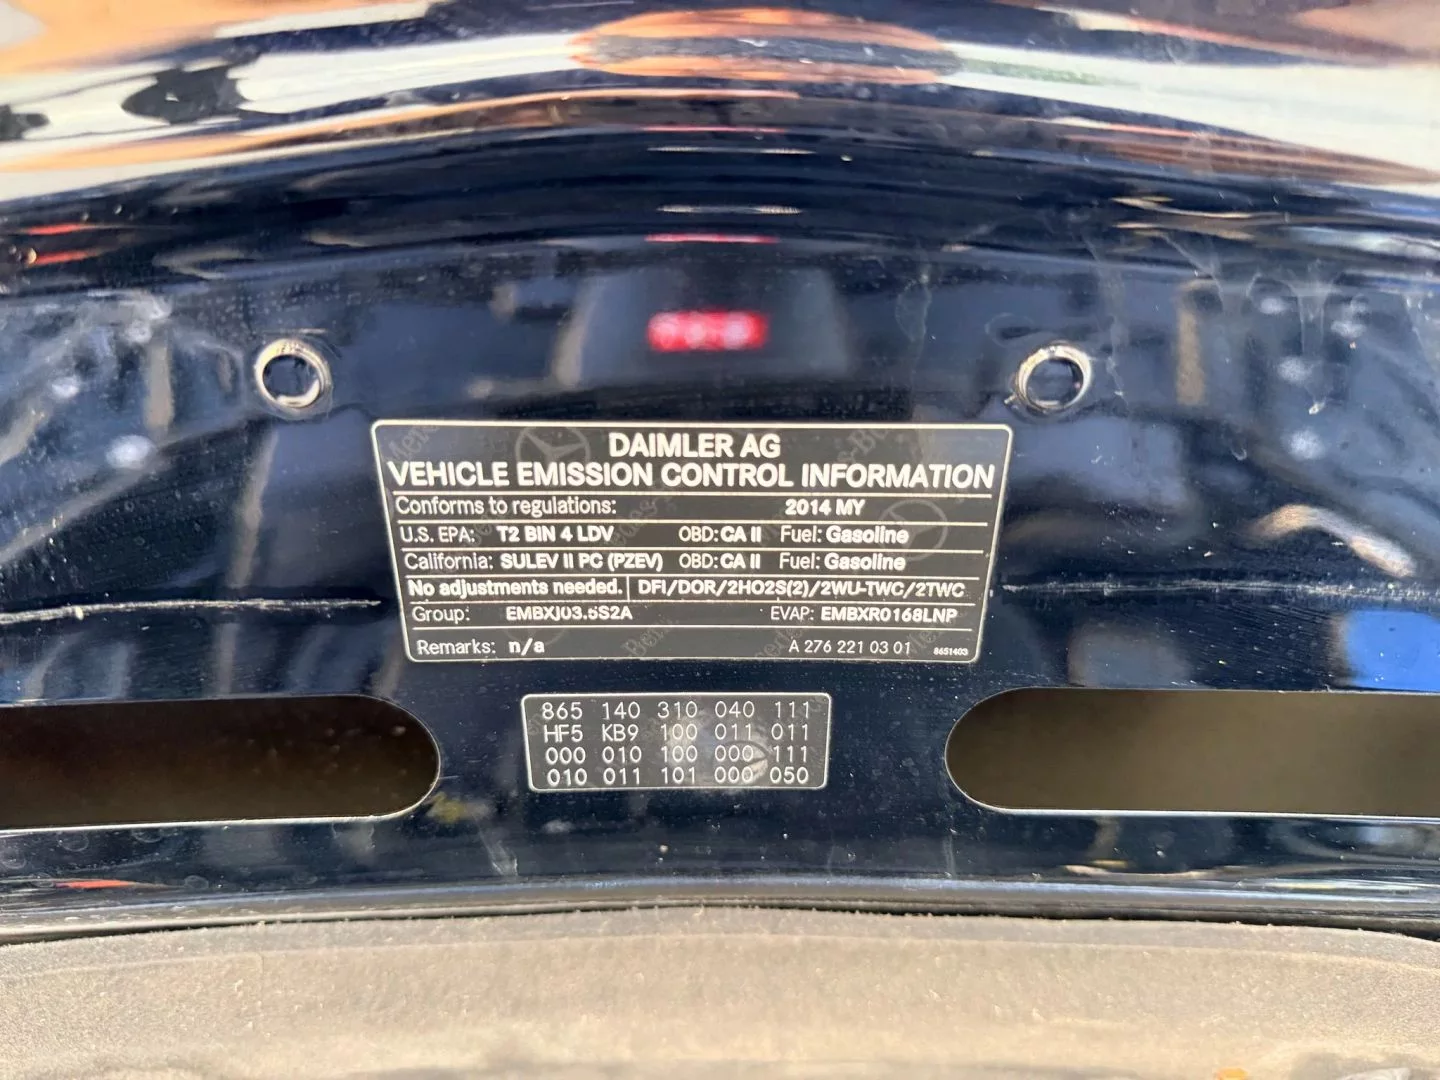 DAIMLER AG
VEHICLE EMISSION CONTROL INFORMATION
Conforms to regulations: 2014 MY
U.S. EPA: T2 BIN 4 LDV OBD: CA II Fuel: Gasoline
California: SULEV II PC (PZEV) OBD: CA II Fuel: Gasoline
No adjustments needed. DFI/DOR/2HO2S(2)/2WU-TWC/2TWC
Group: EMBXJ03.5S2A EVAP: EMBXR0168LNP
Remarks: n/a A 276 221 03 01 8651403
865 140 310 040 111
HF5 KB9 100 011 011
000 010 100 000 111
010 011 101 000 050